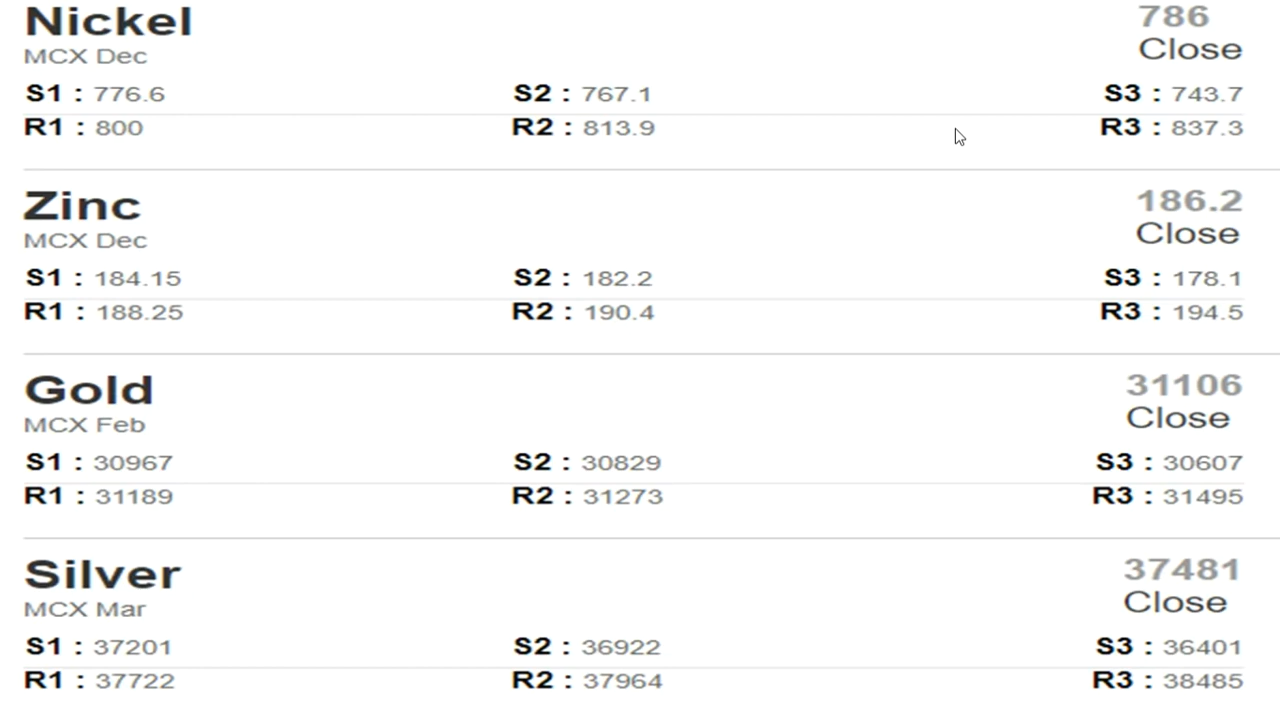 Nickel 786
MCX Dec Close
S1 : 776.6 S2 : 767.1 S3 : 743.7
R1 : 800 R2 : 813.9 R3 : 837.3
Zinc 186.2
MCX Dec Close
S1 : 184.15 S2 : 182.2 S3 : 178.1
R1 : 188.25 R2 : 190.4 R3 : 194.5
Gold 31106
MCX Feb Close
S1 : 30967 S2 : 30829 S3 : 30607
R1 : 31189 R2 : 31273 R3 : 31495
Silver 37481
MCX Mar Close
S1 : 37201 S2 : 36922 S3 : 36401
R1 : 37722 R2 : 37964 R3 : 38485